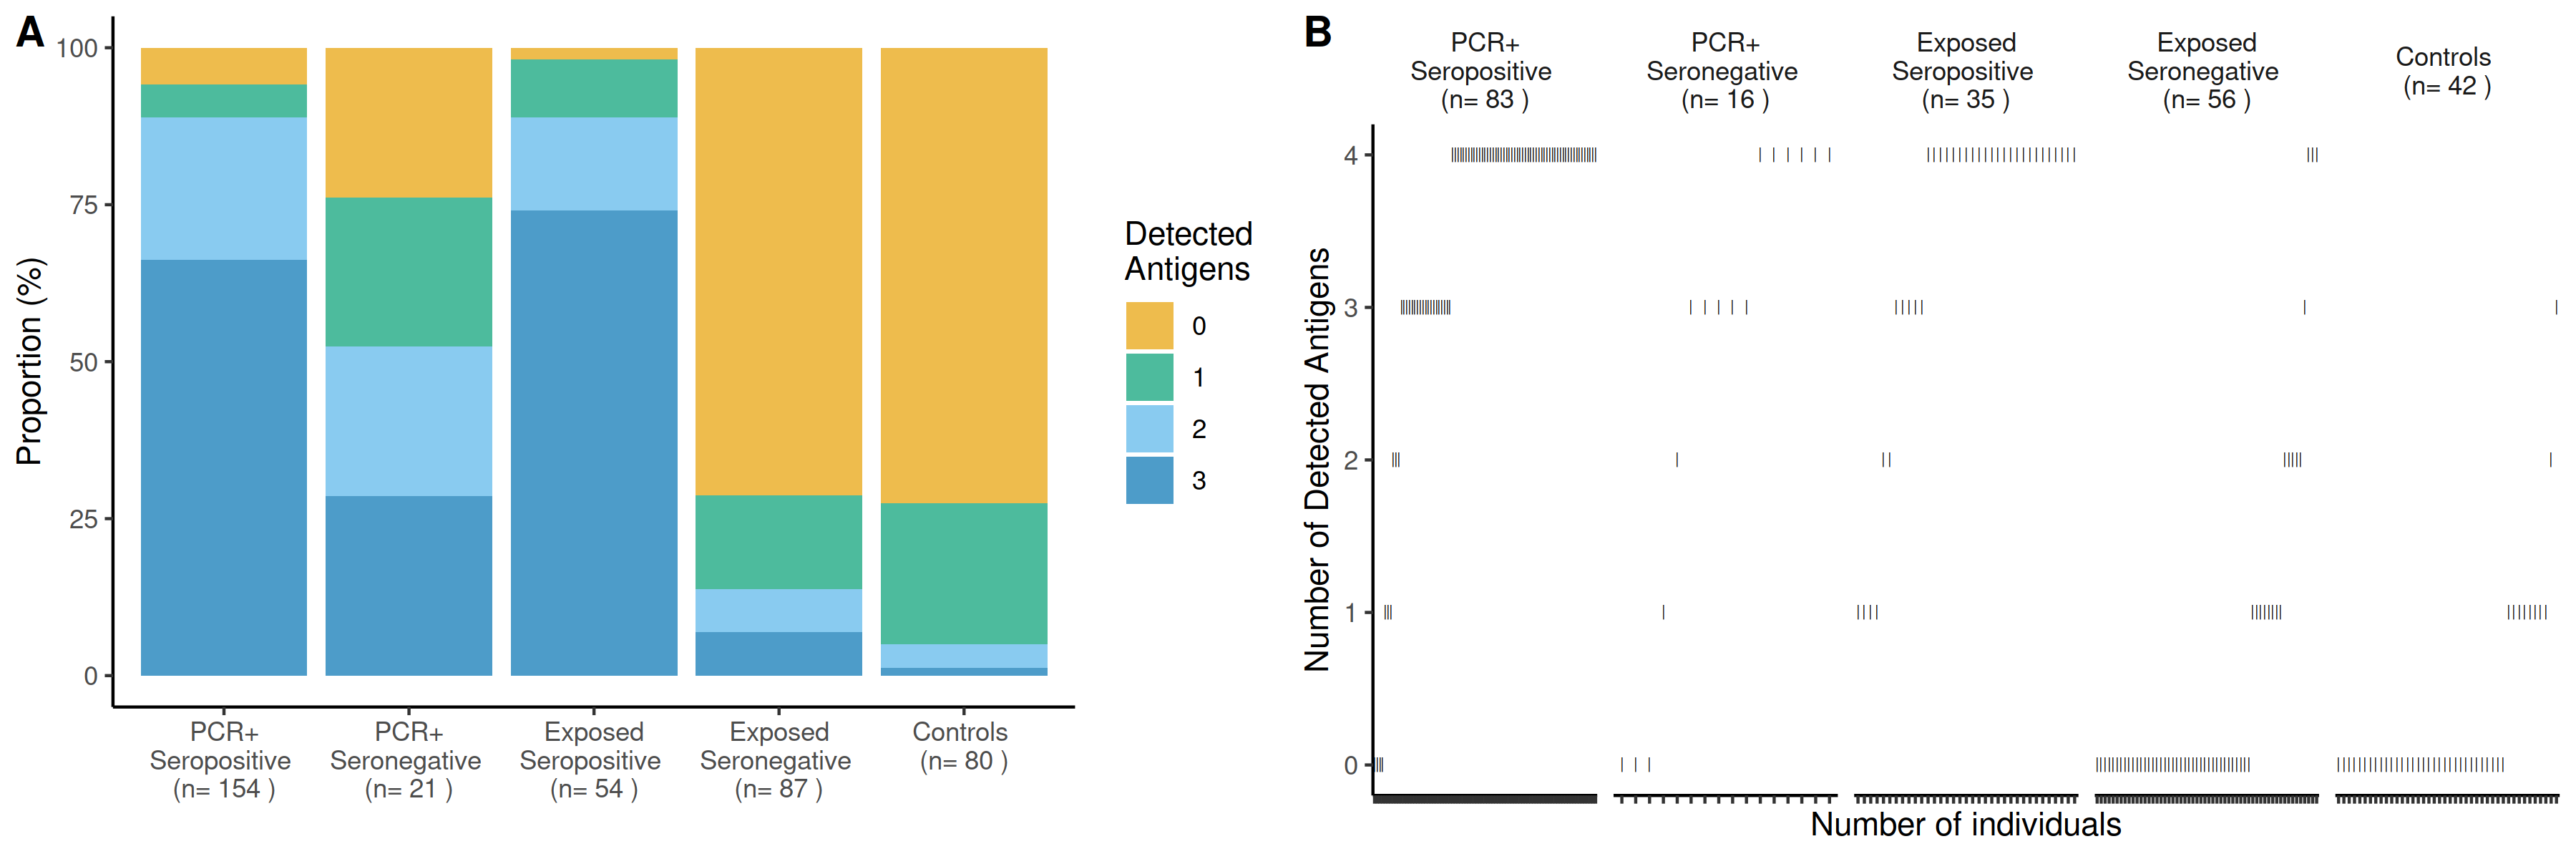 A
100
75
50
25
0
Proportion (%)
PCR+
Seropositive
(n= 154 )
PCR+
Seronegative
(n= 21 )
Exposed
Seropositive
(n= 54 )
Exposed
Seronegative
(n= 87 )
Controls
(n= 80 )
Detected
Antigens
0
1
2
3
B
PCR+
Seropositive
(n= 83 )
PCR+
Seronegative
(n= 16 )
Exposed
Seropositive
(n= 35 )
Exposed
Seronegative
(n= 56 )
Controls
(n= 42 )
4
3
2
1
0
Number of Detected Antigens
Number of individuals